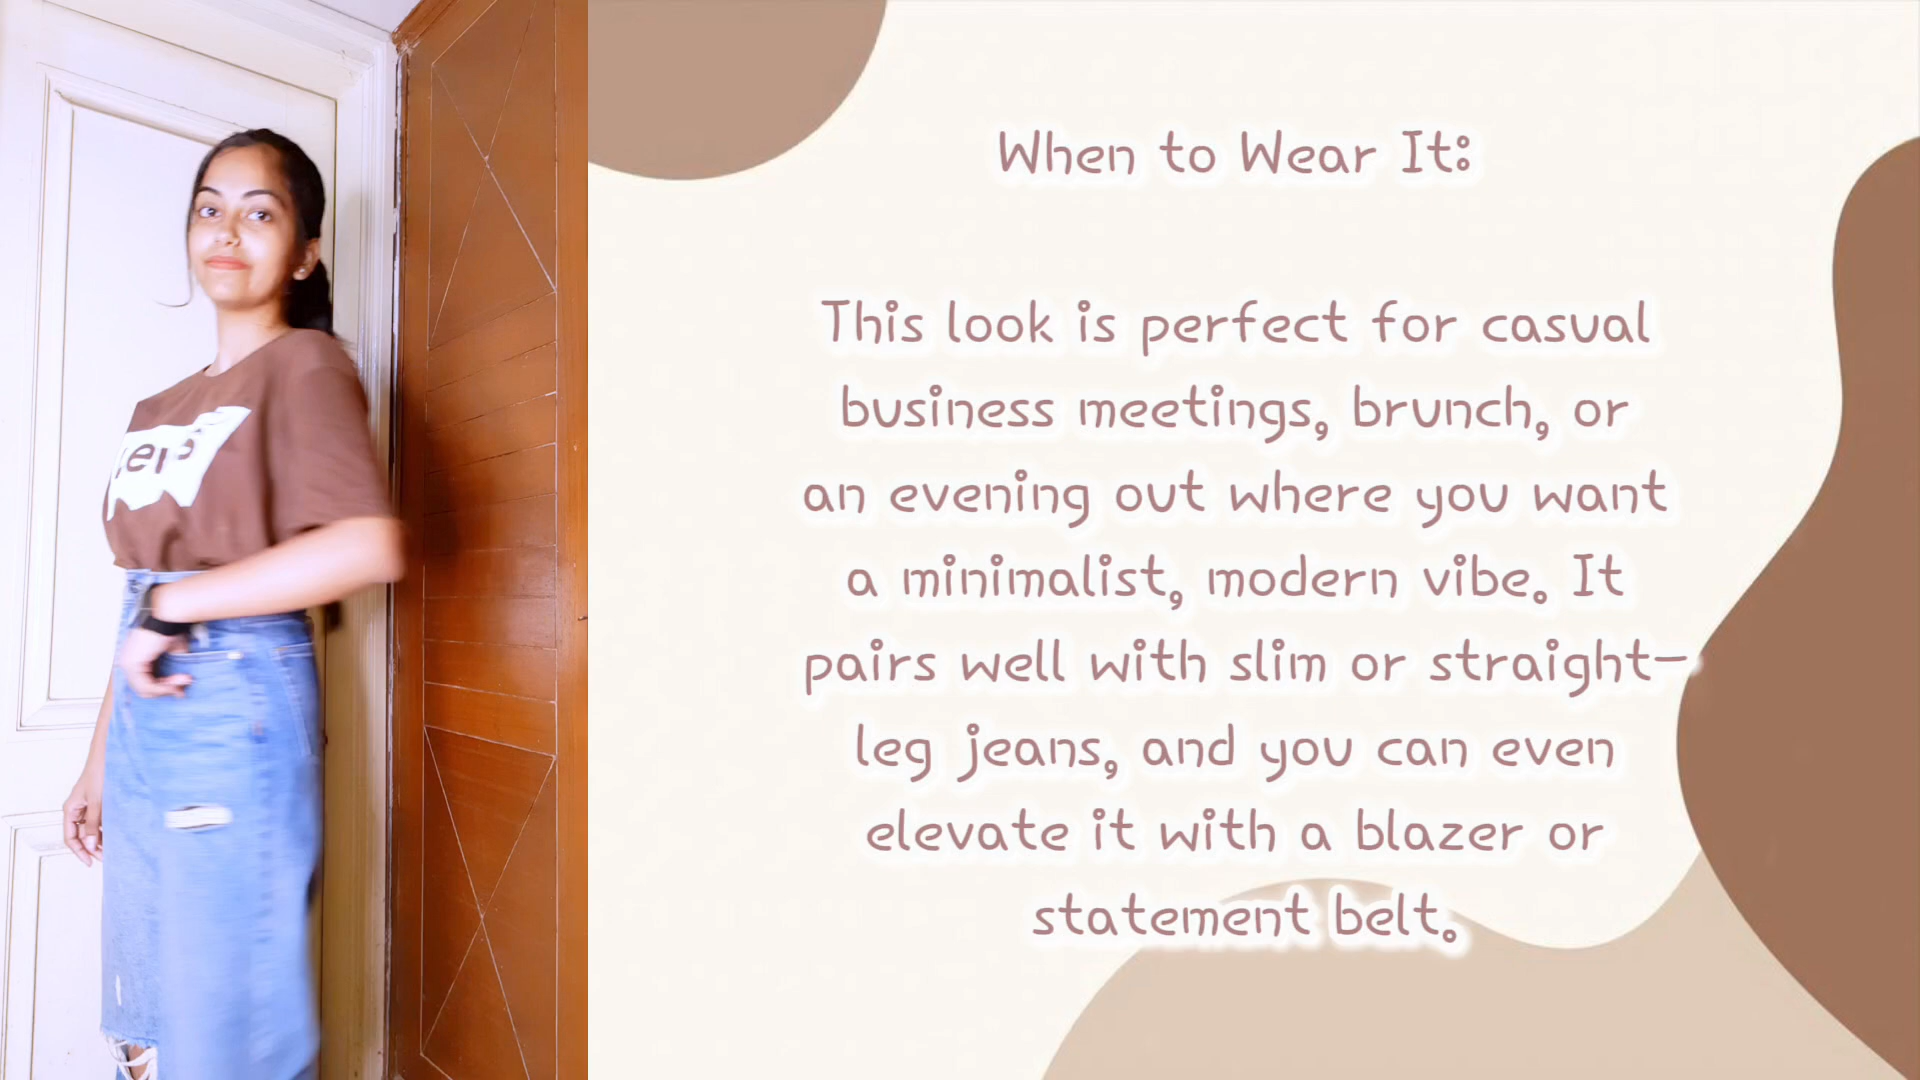 When to Wear It:
This look is perfect for casual
business meetings, brunch, or
an evening out where you want
a minimalist, modern vibe. It
pairs well with slim or straight-
leg jeans, and you can even
elevate it with a blazer or
statement belt.